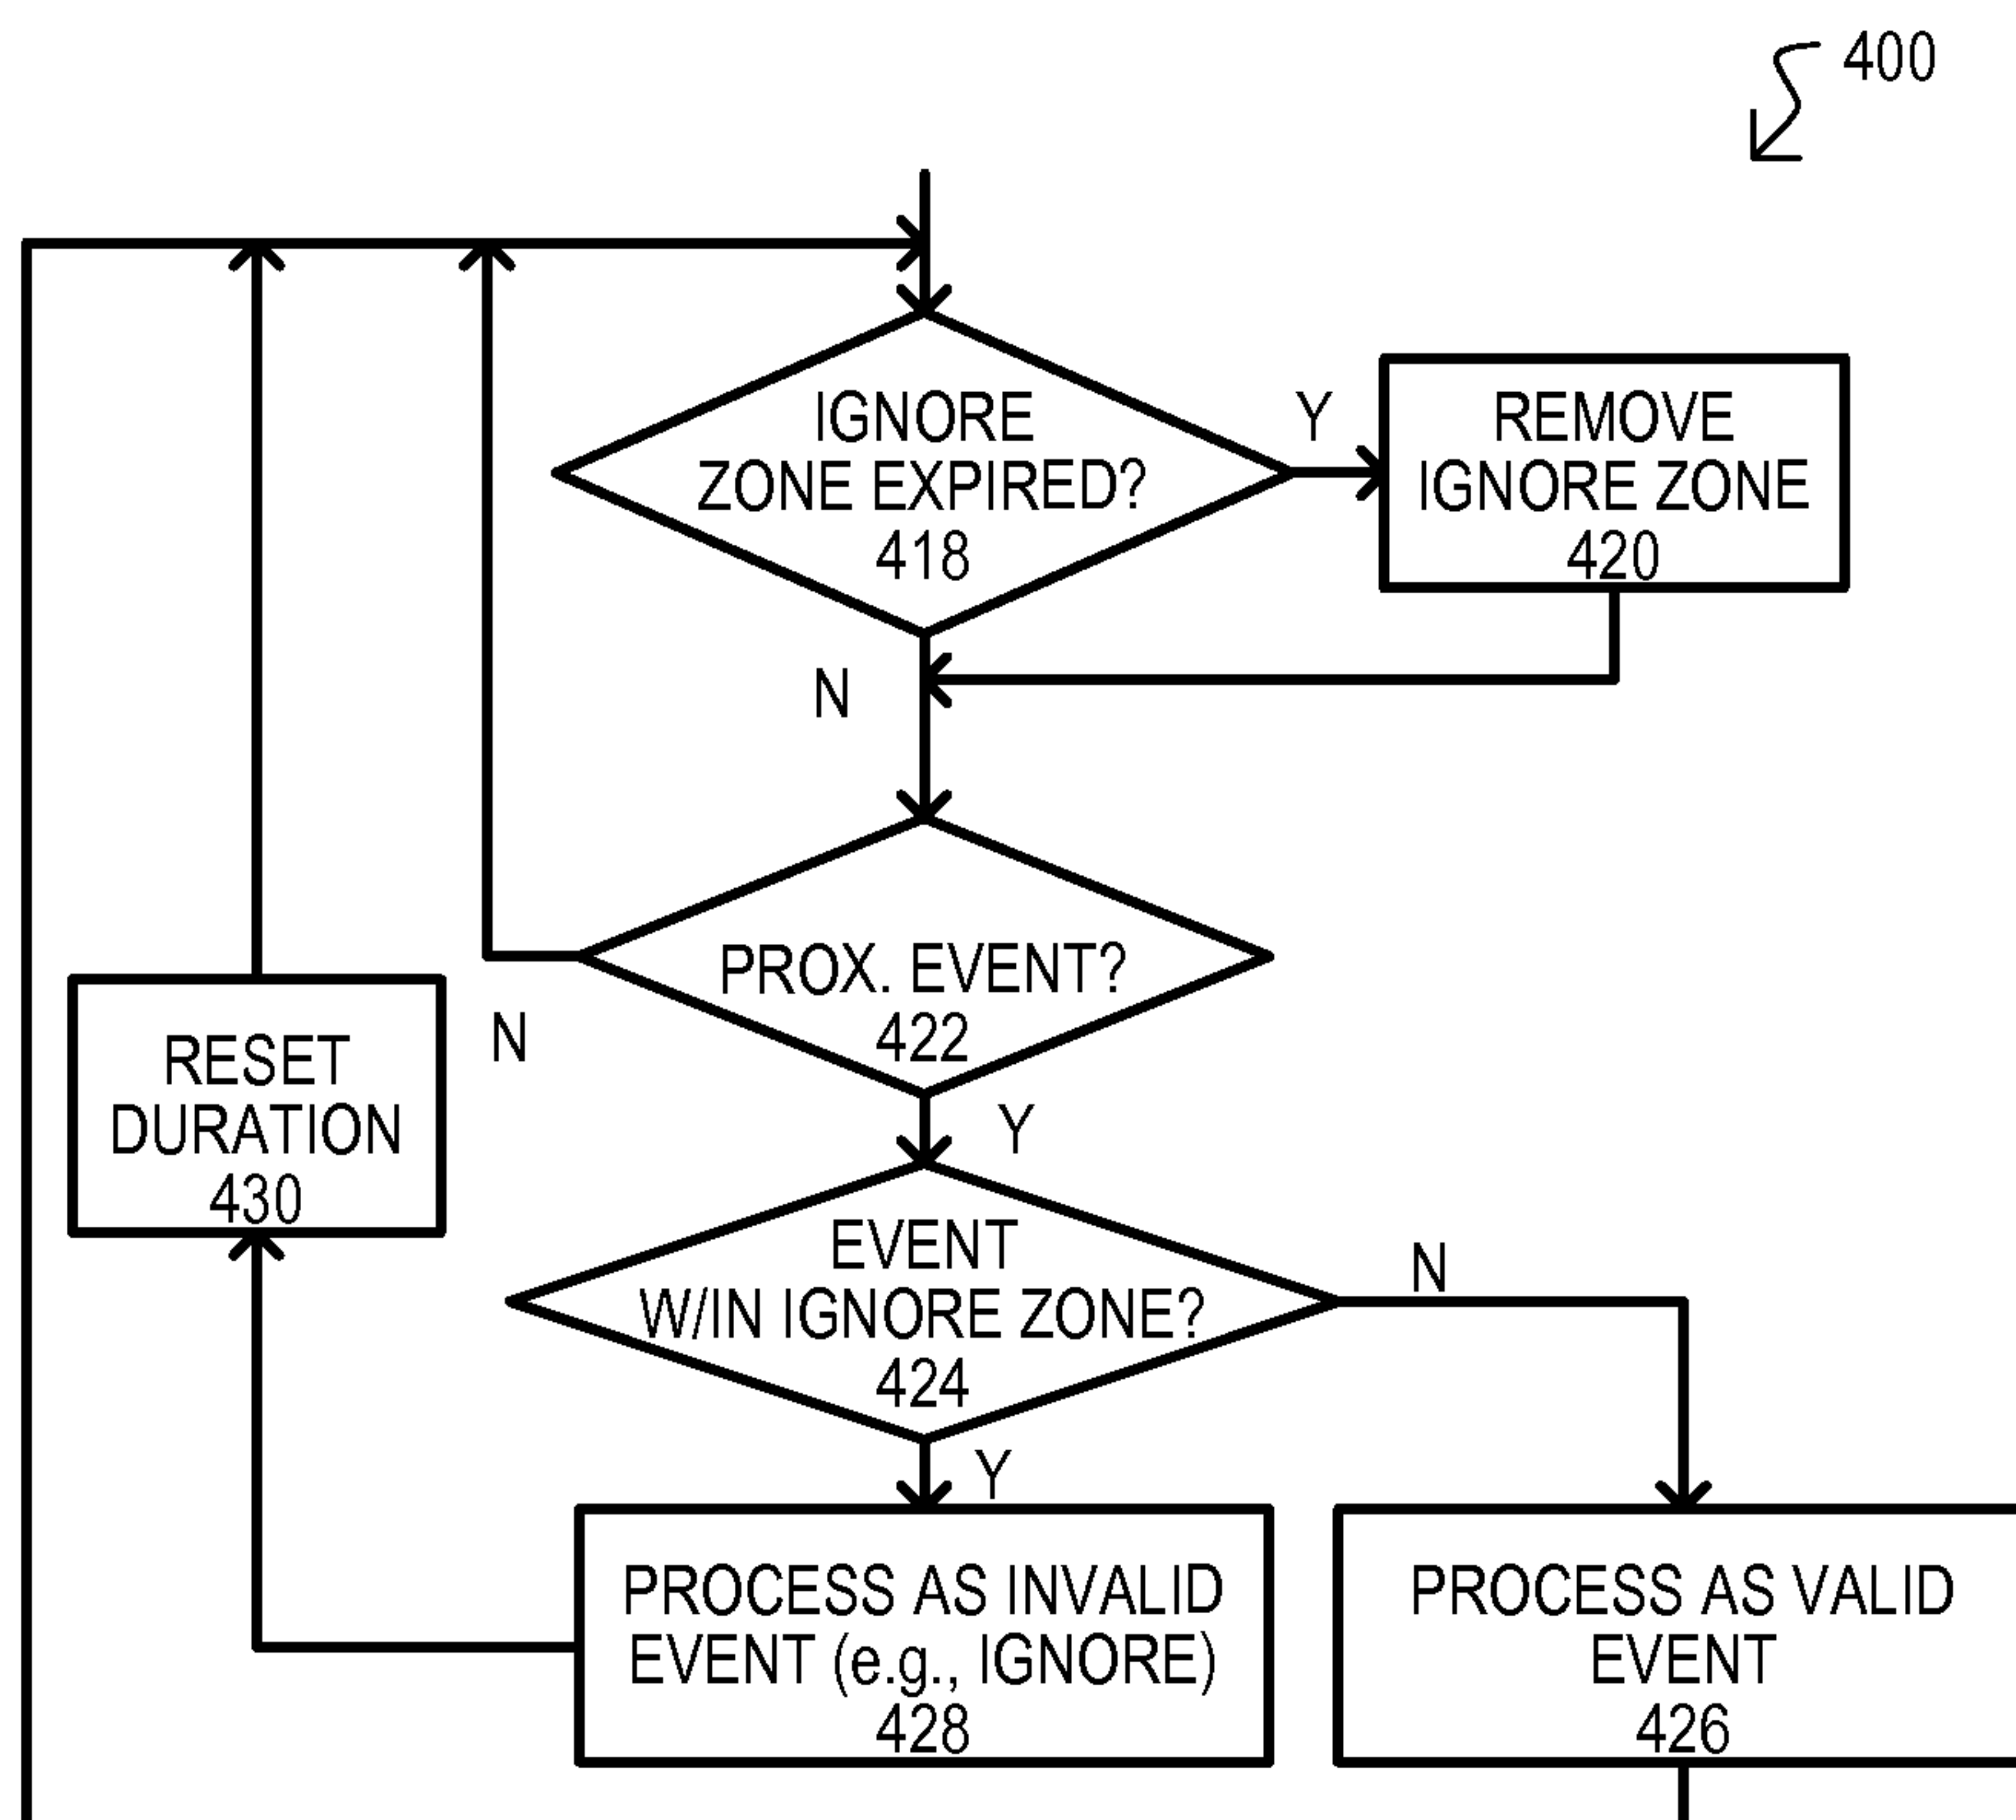 400
IGNORE
ZONE EXPIRED?
418
Y
REMOVE
IGNORE ZONE
420
N
PROX. EVENT?
422
N
Y
RESET
DURATION
430
EVENT
W/IN IGNORE ZONE?
424
N
Y
PROCESS AS INVALID
EVENT (e.g., IGNORE)
428
PROCESS AS VALID
EVENT
426